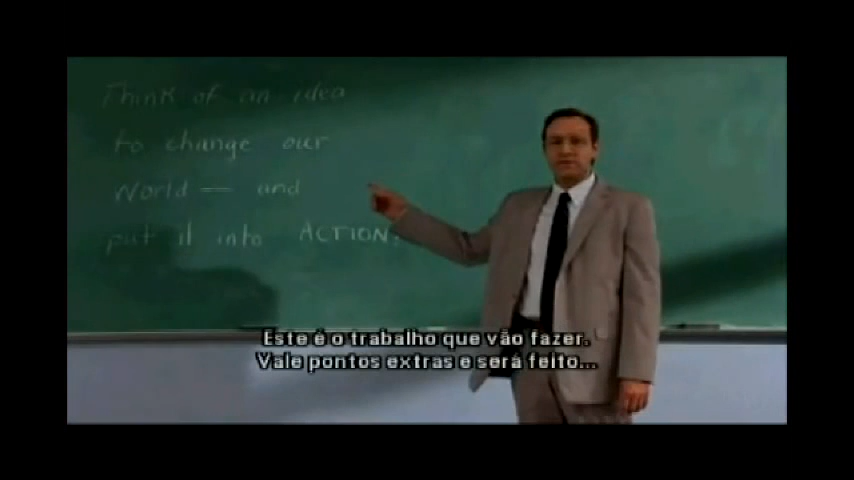 Think of an idea
to change our
World — and
put it into ACTION!
Este é o trabalho que vão fazer.
Vale pontos extras e será feito...